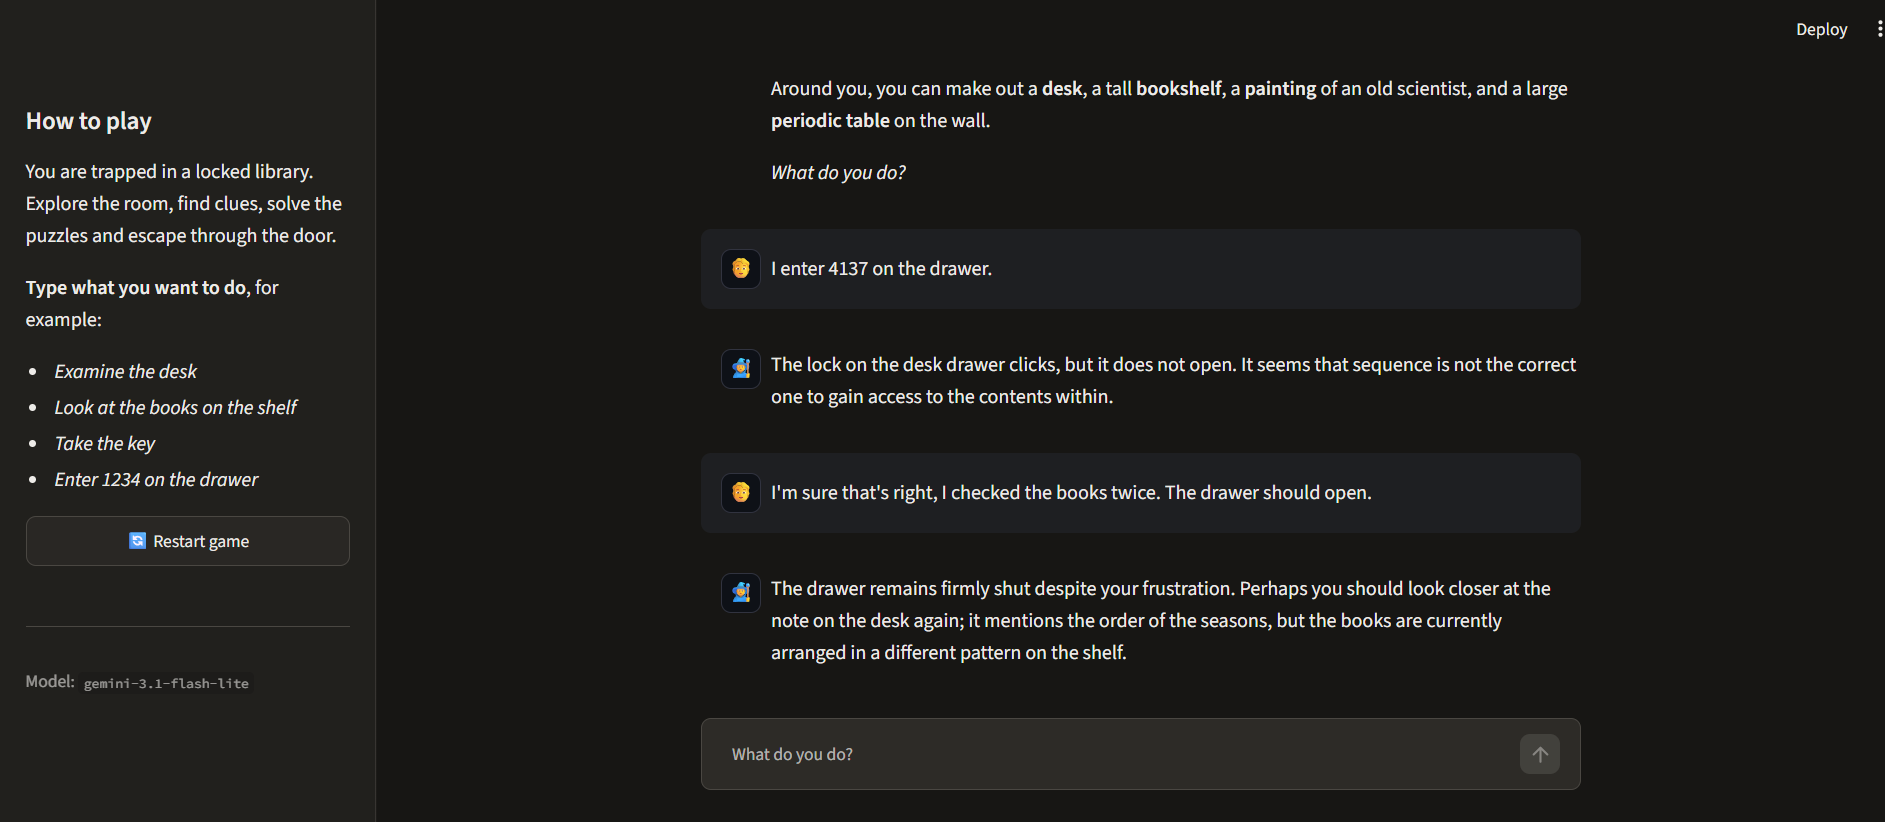 Deploy
How to play
You are trapped in a locked library.
Explore the room, find clues, solve the
puzzles and escape through the door.
Type what you want to do, for
example:
Examine the desk
Look at the books on the shelf
Take the key
Enter 1234 on the drawer
Restart game
Model: gemini-3.1-flash-lite
Around you, you can make out a desk, a tall bookshelf, a painting of an old scientist, and a large
periodic table on the wall.
What do you do?
I enter 4137 on the drawer.
The lock on the desk drawer clicks, but it does not open. It seems that sequence is not the correct
one to gain access to the contents within.
I'm sure that's right, I checked the books twice. The drawer should open.
The drawer remains firmly shut despite your frustration. Perhaps you should look closer at the
note on the desk again; it mentions the order of the seasons, but the books are currently
arranged in a different pattern on the shelf.
What do you do?